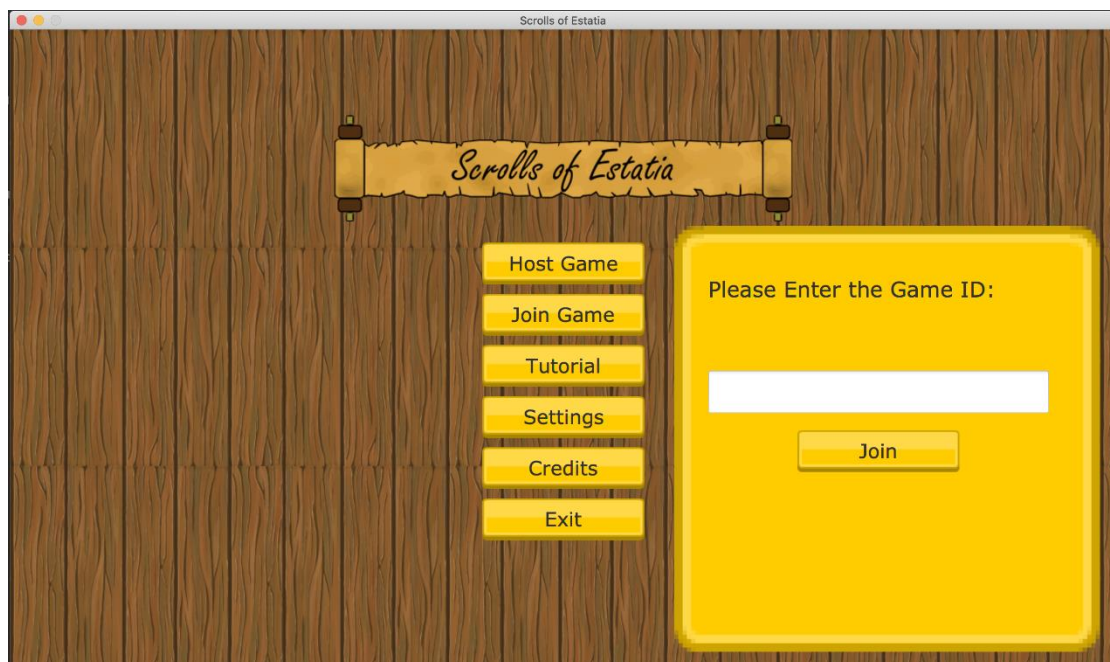 Scrolls of Estatia
Scrolls of Estatia
Host Game
Join Game
Tutorial
Settings
Credits
Exit
Please Enter the Game ID:
Join